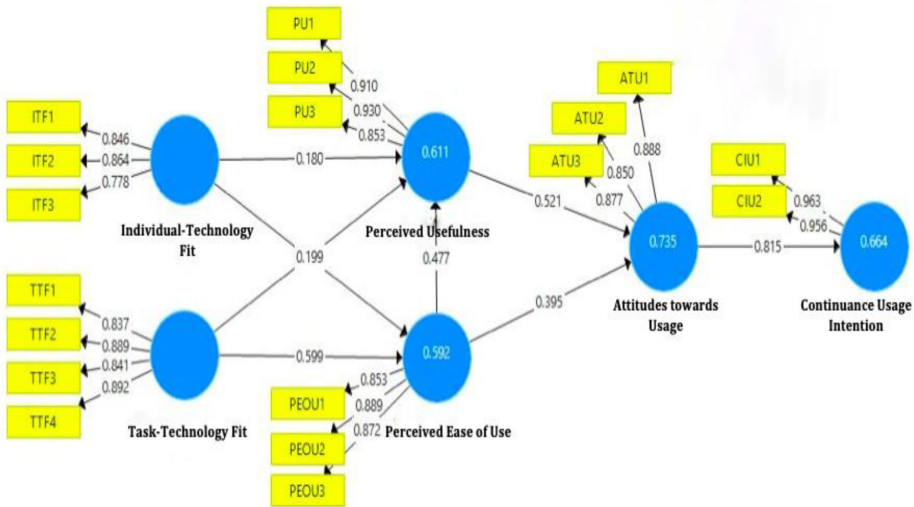 PU1
PU2
PU3
0.910
0.930
0.853
ITF1
ITF2
ITF3
0.846
0.864
0.778
Individual-Technology
Fit
0.180
0.611
Perceived Usefulness
ATU1
ATU2
ATU3
0.888
0.850
0.877
CIU1
CIU2
0.963
0.956
0.521
0.199
0.477
0.735
0.815
0.664
Attitudes towards
Usage
Continuance Usage
Intention
0.395
TTF1
TTF2
TTF3
TTF4
0.837
0.889
0.841
0.892
Task-Technology Fit
0.599
0.592
0.853
0.889
0.872
PEOU1
PEOU2
PEOU3
Perceived Ease of Use